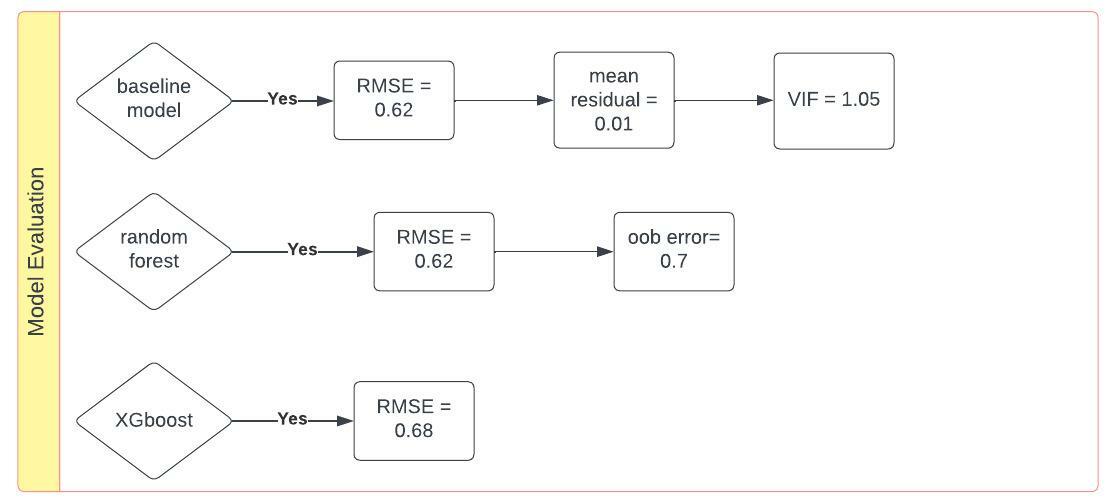 Model Evaluation
baseline
model
Yes
RMSE =
0.62
mean
residual =
0.01
VIF = 1.05
random
forest
Yes
RMSE =
0.62
oob error=
0.7
XGboost
Yes
RMSE =
0.68